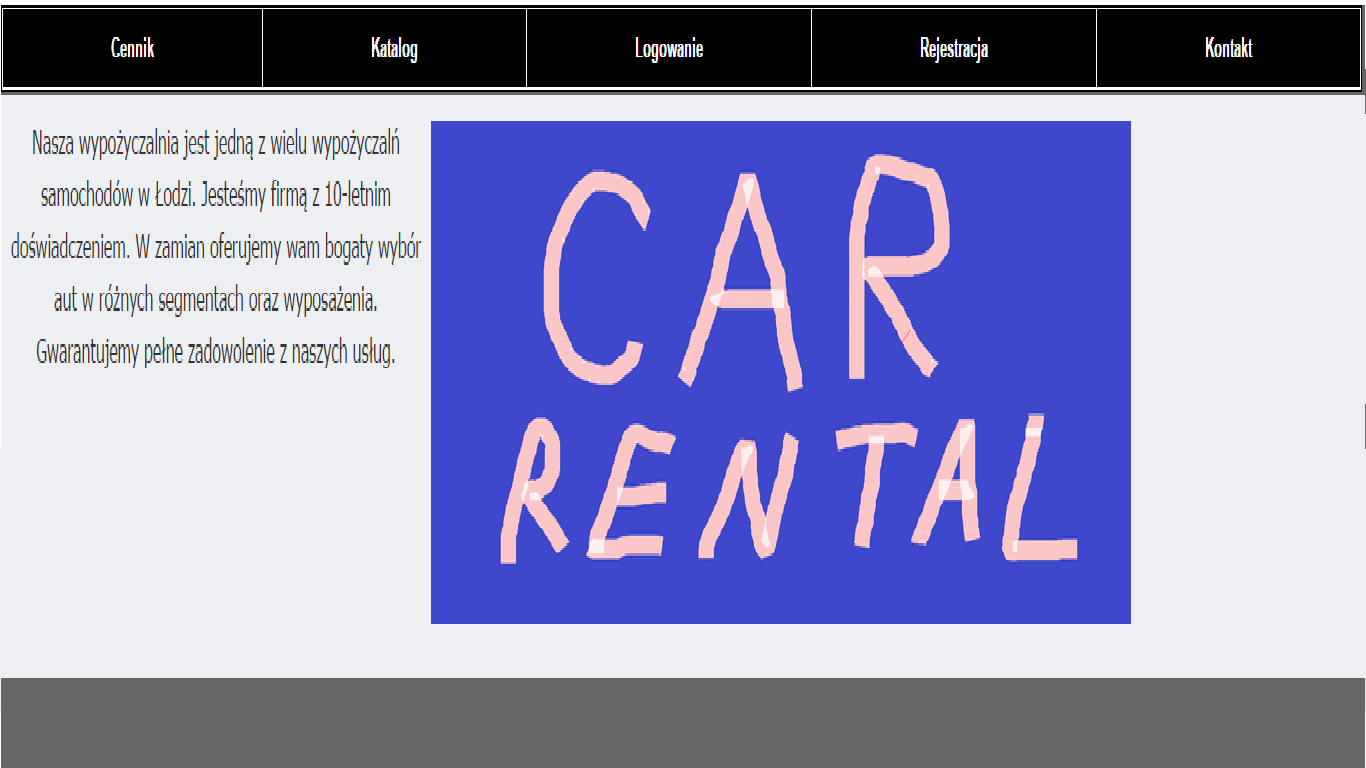 Cennik
Katalog
Logowanie
Rejestracja
Kontakt
Nasza wypożyczalnia jest jedną z wielu wypożyczalń
samochodów w Łodzi. Jesteśmy firmą z 10-letnim
doświadczeniem. W zamian oferujemy wam bogaty wybór
aut w różnych segmentach oraz wyposażenia.
Gwarantujemy pełne zadowolenie z naszych usług.
CAR
RENTAL